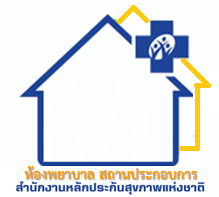 ห้องพยาบาล สถานประกอบการ
สำนักงานหลักประกันสุขภาพแห่งชาติ